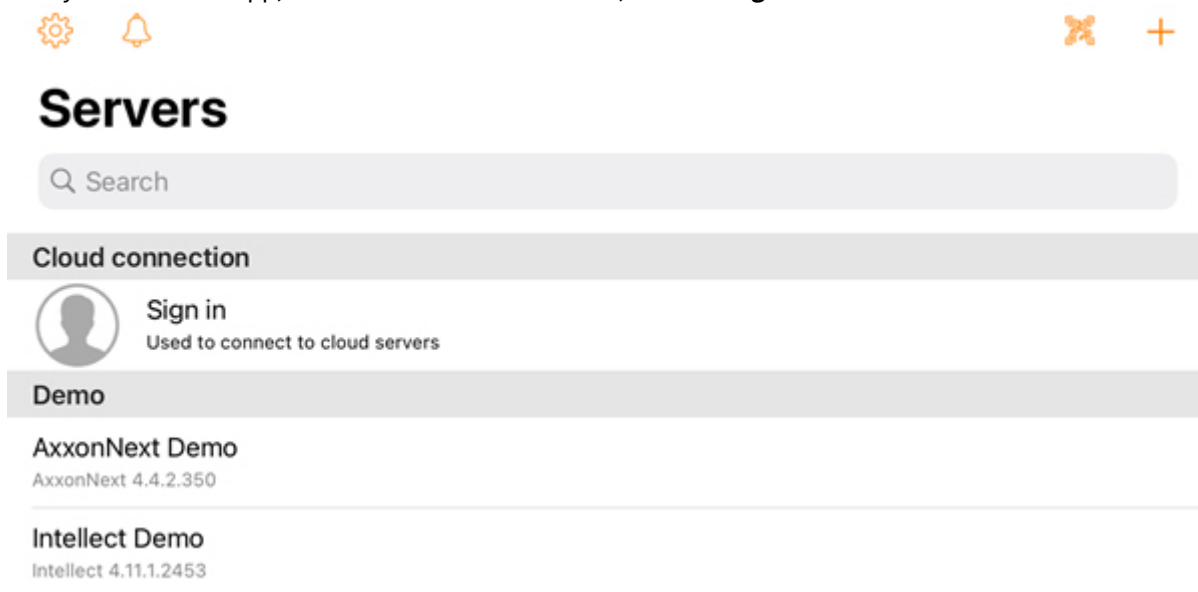 Servers
Search
Cloud connection
Sign in
Used to connect to cloud servers
Demo
AxxonNext Demo
AxxonNext 4.4.2.350
Intellect Demo
Intellect 4.11.1.2453